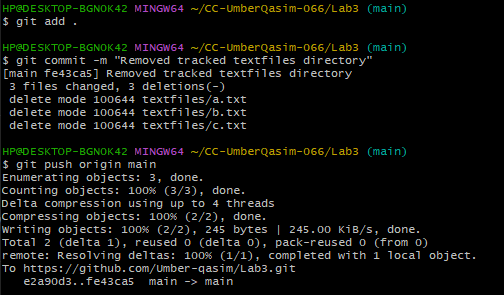 HP@DESKTOP-BGN0K42 MINGW64 ~/CC-UmberQasim-066/Lab3 (main)
$ git add .
HP@DESKTOP-BGN0K42 MINGW64 ~/CC-UmberQasim-066/Lab3 (main)
$ git commit -m "Removed tracked textfiles directory"
[main fe43ca5] Removed tracked textfiles directory
 3 files changed, 3 deletions(-)
 delete mode 100644 textfiles/a.txt
 delete mode 100644 textfiles/b.txt
 delete mode 100644 textfiles/c.txt
HP@DESKTOP-BGN0K42 MINGW64 ~/CC-UmberQasim-066/Lab3 (main)
$ git push origin main
Enumerating objects: 3, done.
Counting objects: 100% (3/3), done.
Delta compression using up to 4 threads
Compressing objects: 100% (2/2), done.
Writing objects: 100% (2/2), 245 bytes | 245.00 KiB/s, done.
Total 2 (delta 1), reused 0 (delta 0), pack-reused 0 (from 0)
remote: Resolving deltas: 100% (1/1), completed with 1 local object.
To https://github.com/Umber-qasim/Lab3.git
   e2a90d3..fe43ca5  main -> main